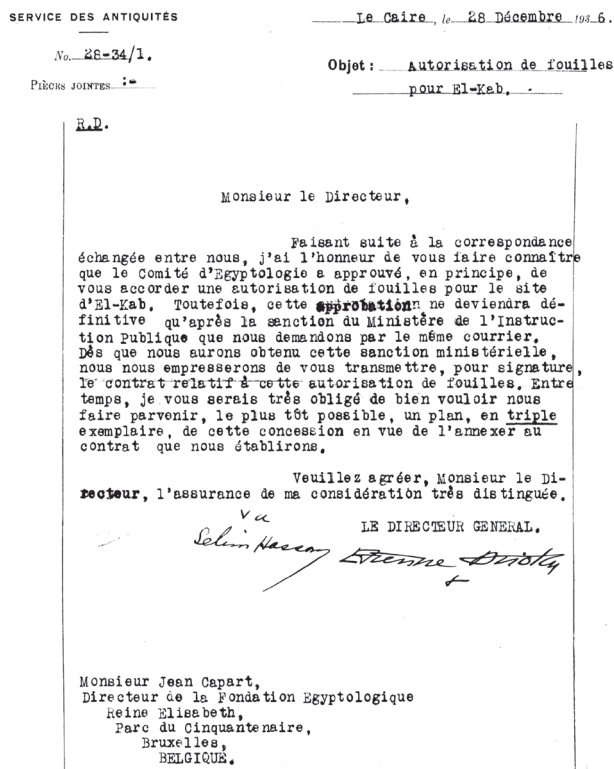 SERVICE DES ANTIQUITÉS
Le Caire, le 28 Décembre 1936.
No. 28-34/1.
Objet: Autorisation de fouilles
PIÈCES JOINTES :-
pour El-Kab. -
R.D.
Monsieur le Directeur,
Faisant suite à la correspondance
échangée entre nous, j'ai l'honneur de vous faire connaître
que le Comité d'Egyptologie a approuvé, en principe, de
vous accorder une autorisation de fouilles pour le site
d'El-Kab. Toutefois, cette approbation ne deviendra dé-
finitive qu'après la sanction du Ministère de l'Instruc-
tion Publique que nous demandons par le même courrier.
Dès que nous aurons obtenu cette sanction ministérielle,
nous nous empresserons de vous transmettre, pour signature,
le contrat relatif à cette autorisation de fouilles. Entre
temps, je vous serais très obligé de bien vouloir nous
faire parvenir, le plus tôt possible, un plan, en triple
exemplaire, de cette concession en vue de l'annexer au
contrat que nous établirons.
Veuillez agréer, Monsieur le Di-
recteur, l'assurance de ma considération très distinguée.
Vu
LE DIRECTEUR GENERAL.
Selim Hassan
Etienne Drioton
Monsieur Jean Capart,
Directeur de la Fondation Egyptologique
Reine Elisabeth,
Parc du Cinquantenaire,
Bruxelles,
BELGIQUE.